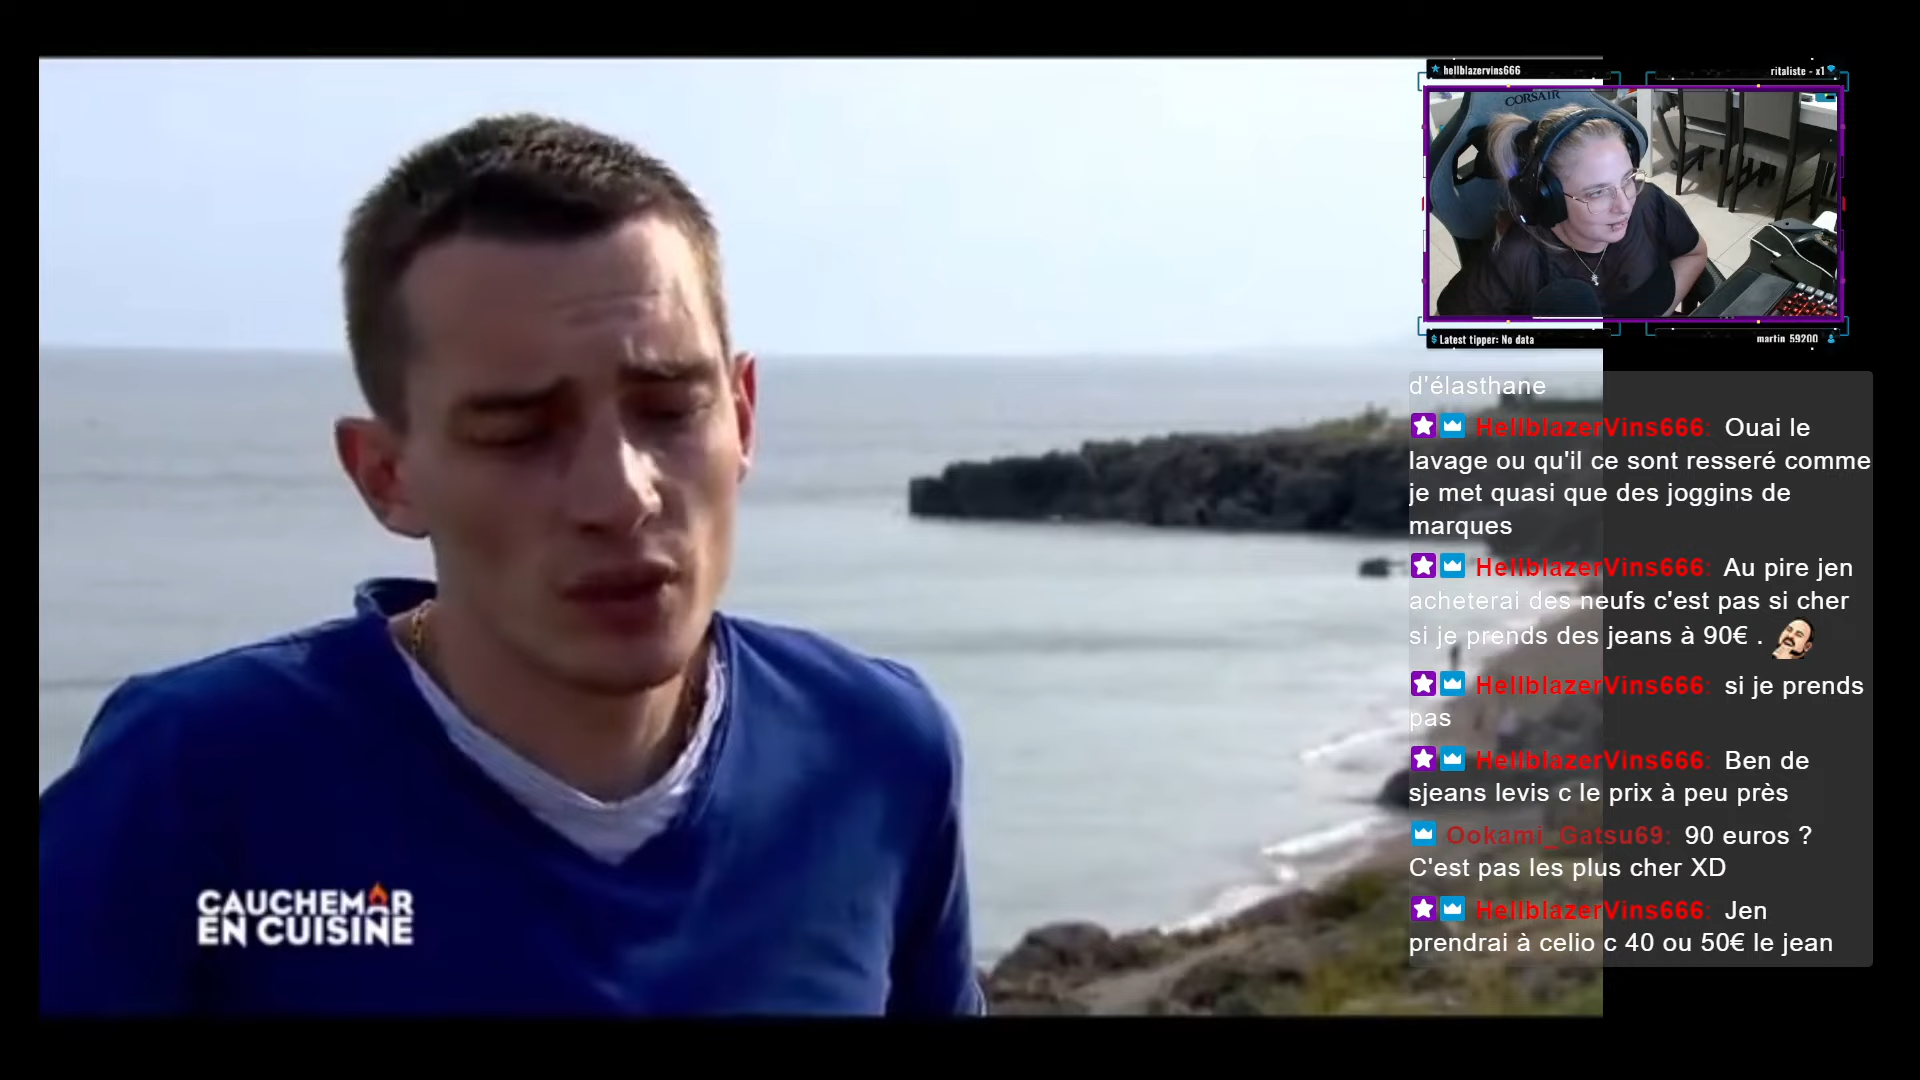 hellblazervins666
ritaliste - x1
CORSAIR
Latest tipper: No data
martin_59200
d'élasthane
HellblazerVins666: Ouai le
lavage ou qu'il ce sont resseré comme
je met quasi que des joggins de
marques
HellblazerVins666: Au pire jen
acheterai des neufs c'est pas si cher
si je prends des jeans à 90€ .
HellblazerVins666: si je prends
pas
HellblazerVins666: Ben de
sjeans levis c le prix à peu près
Ookami_Gatsu69: 90 euros ?
C'est pas les plus cher XD
HellblazerVins666: Jen
prendrai à celio c 40 ou 50€ le jean
CAUCHEMAR
EN CUISINE